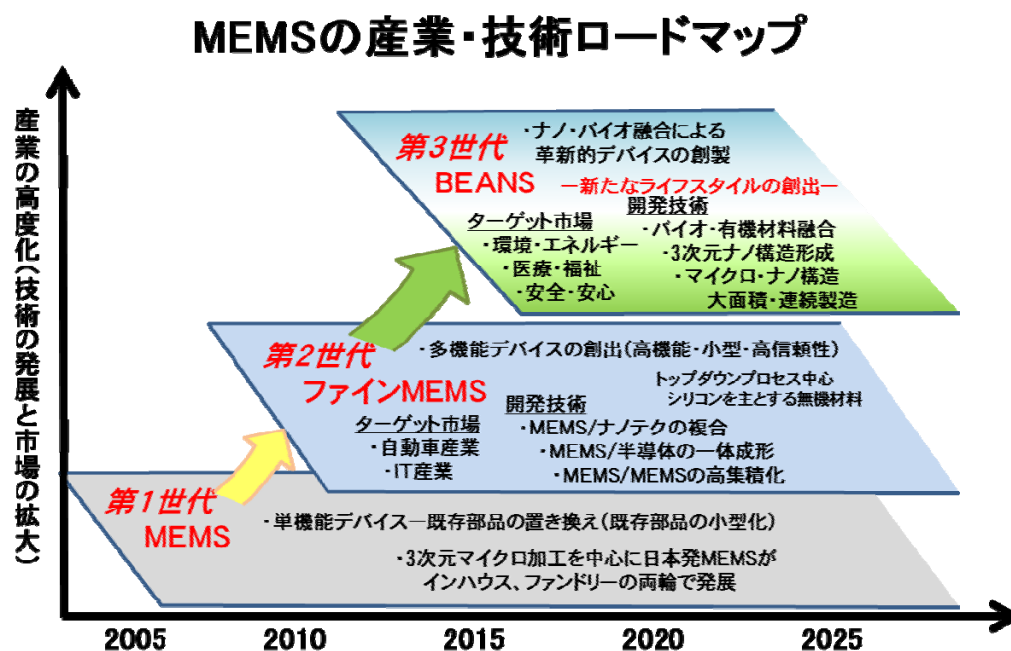 MEMSの産業・技術ロードマップ
産業の高度化(技術の発展と市場の拡大)
第3世代
BEANS
・ナノ・バイオ融合による
革新的デバイスの創製
―新たなライフスタイルの創出―
ターゲット市場
・環境・エネルギー
・医療・福祉
・安全・安心
開発技術
・バイオ・有機材料融合
・3次元ナノ構造形成
・マイクロ・ナノ構造
大面積・連続製造
第2世代
ファインMEMS
・多機能デバイスの創出(高機能・小型・高信頼性)
トップダウンプロセス中心
シリコンを主とする無機材料
ターゲット市場
・自動車産業
・IT産業
開発技術
・MEMS/ナノテクの複合
・MEMS/半導体の一体成形
・MEMS/MEMSの高集積化
第1世代
MEMS
・単機能デバイス―既存部品の置き換え(既存部品の小型化)
・3次元マイクロ加工を中心に日本発MEMSが
インハウス、ファンドリーの両輪で発展
2005 2010 2015 2020 2025